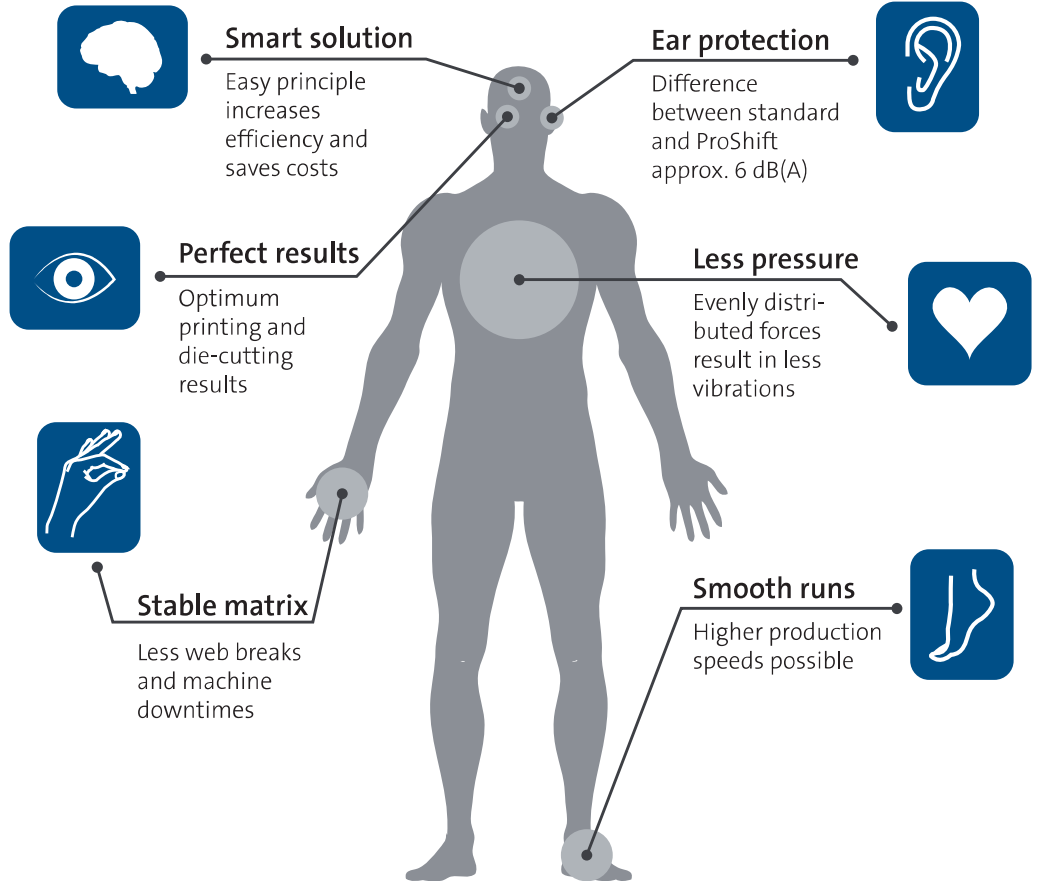 Smart solution
Easy principle
increases
efficiency and
saves costs
Ear protection
Difference
between standard
and ProShift
approx. 6 dB(A)
Perfect results
Optimum
printing and
die-cutting
results
Less pressure
Evenly distri-
buted forces
result in less
vibrations
Stable matrix
Less web breaks
and machine
downtimes
Smooth runs
Higher production
speeds possible